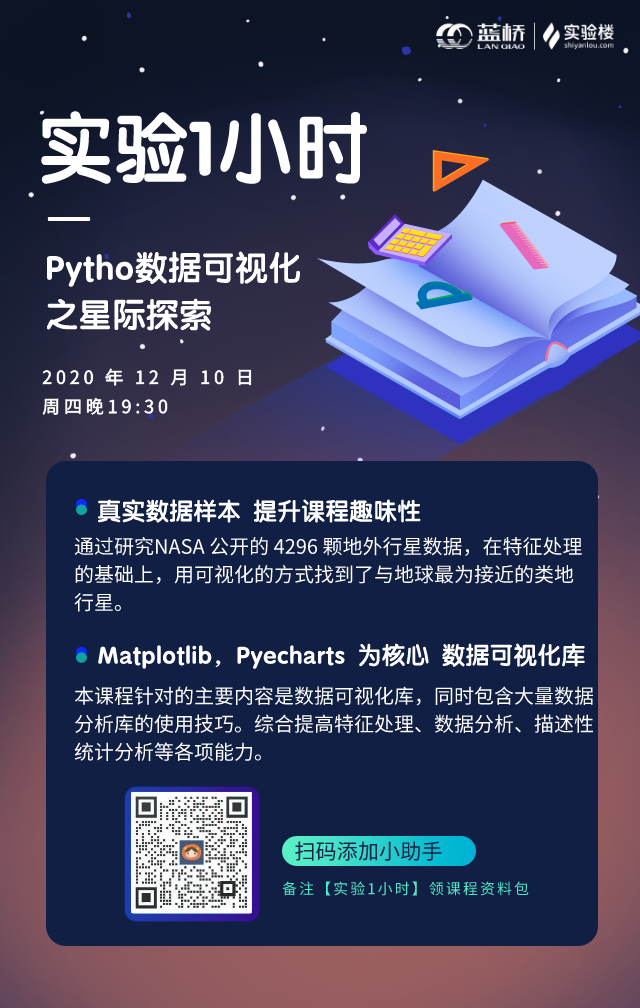 蓝桥
LAN QIAO
实验楼
shiyanlou.com
实验1小时
Pytho数据可视化
之星际探索
2020 年 12 月 10 日
周四晚19:30
真实数据样本 提升课程趣味性
通过研究NASA 公开的 4296 颗地外行星数据，在特征处理
的基础上，用可视化的方式找到了与地球最为接近的类地
行星。
Matplotlib，Pyecharts 为核心 数据可视化库
本课程针对的主要内容是数据可视化库，同时包含大量数据
分析库的使用技巧。综合提高特征处理、数据分析、描述性
统计分析等各项能力。
扫码添加小助手
备注【实验1小时】领课程资料包